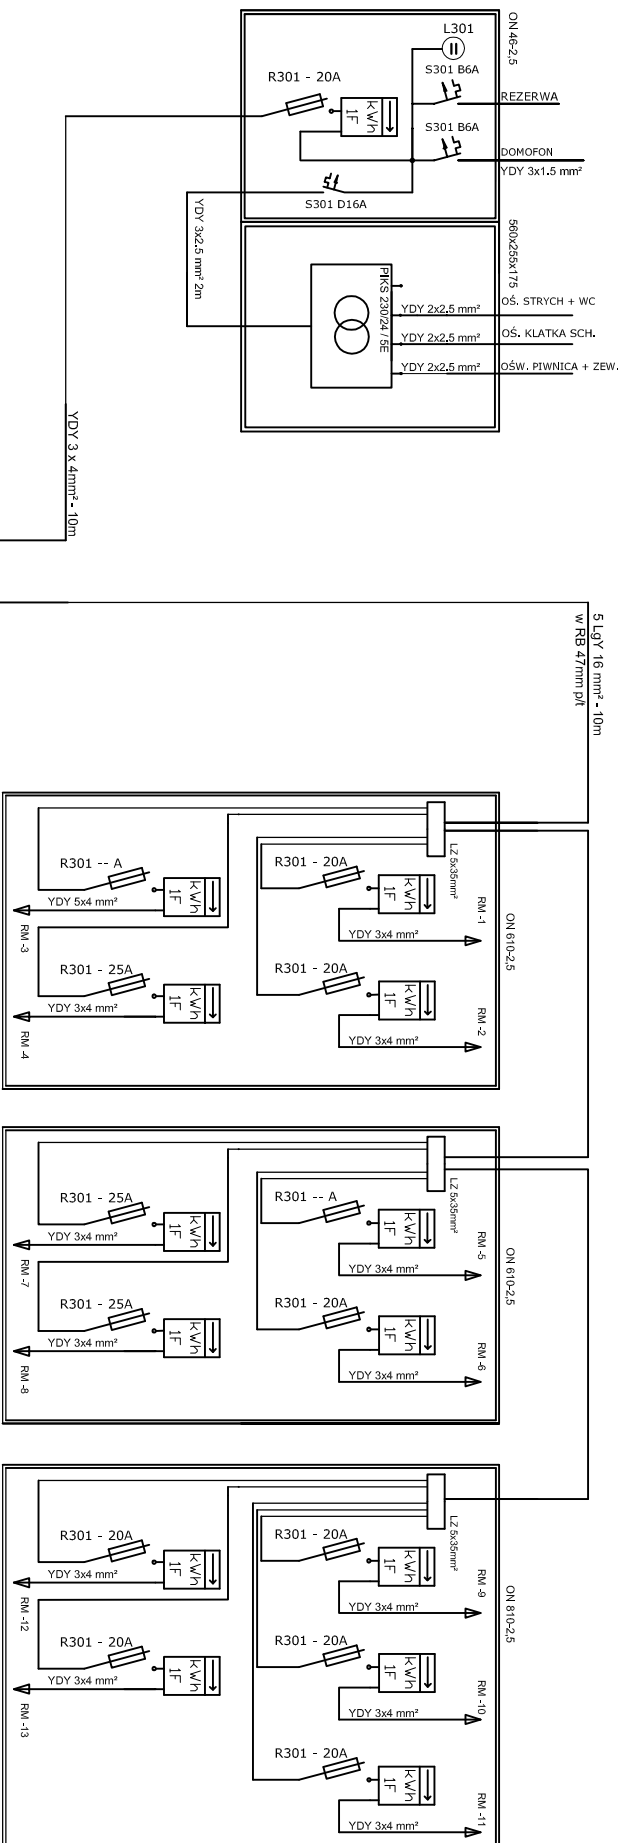 ON 46-2,5
L301
S301 B6A
R301 - 20A
REZERWA
kWh
1F
S301 B6A
DOMOFON
YDY 3x1.5 mm²
S301 D16A
YDY 3x2.5 mm² 2m
560x255x175
PIKS 230/24 / 5E
YDY 2x2.5 mm²
OŚ. STRYCH + WC
YDY 2x2.5 mm²
OŚ. KLATKA SCH.
YDY 2x2.5 mm²
OŚW. PIWNICA + ZEW.
YDY 3 x 4mm² - 10m
5 LgY 16 mm² - 10m
w RB 47mm p/t
LZ 5x35mm²
ON 610-2,5
R301 -- A
kWh
1F
YDY 5x4 mm²
RM -3
R301 - 20A
kWh
1F
YDY 3x4 mm²
RM -1
R301 - 25A
kWh
1F
YDY 3x4 mm²
RM -4
R301 - 20A
kWh
1F
YDY 3x4 mm²
RM -2
LZ 5x35mm²
ON 610-2,5
R301 - 25A
kWh
1F
YDY 3x4 mm²
RM -7
R301 -- A
kWh
1F
YDY 3x4 mm²
RM -5
R301 - 25A
kWh
1F
YDY 3x4 mm²
RM -8
R301 - 20A
kWh
1F
YDY 3x4 mm²
RM -6
LZ 5x35mm²
ON 810-2,5
R301 - 20A
kWh
1F
YDY 3x4 mm²
RM -12
R301 - 20A
kWh
1F
YDY 3x4 mm²
RM -9
R301 - 20A
kWh
1F
YDY 3x4 mm²
RM -13
R301 - 20A
kWh
1F
YDY 3x4 mm²
RM -10
R301 - 20A
kWh
1F
YDY 3x4 mm²
RM -11